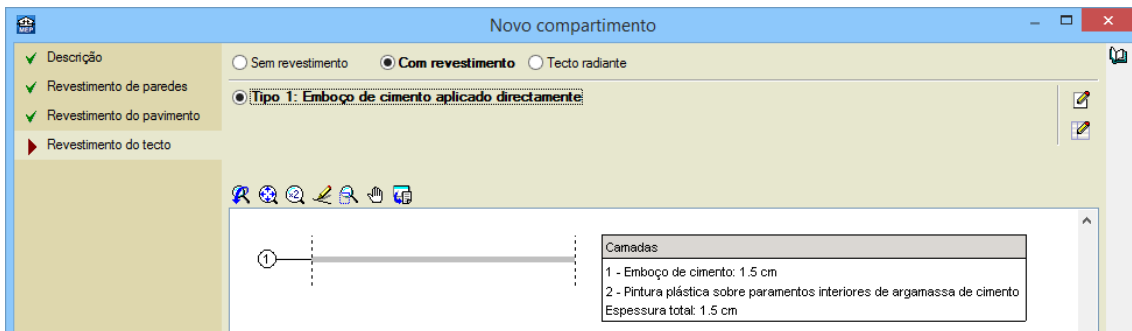 MEP
Novo compartimento
Descrição
Revestimento de paredes
Revestimento do pavimento
Revestimento do tecto
Sem revestimento Com revestimento Tecto radiante
Tipo 1: Emboço de cimento aplicado directamente
x2
1
Camadas
1 - Emboço de cimento: 1.5 cm
2 - Pintura plástica sobre paramentos interiores de argamassa de cimento
Espessura total: 1.5 cm